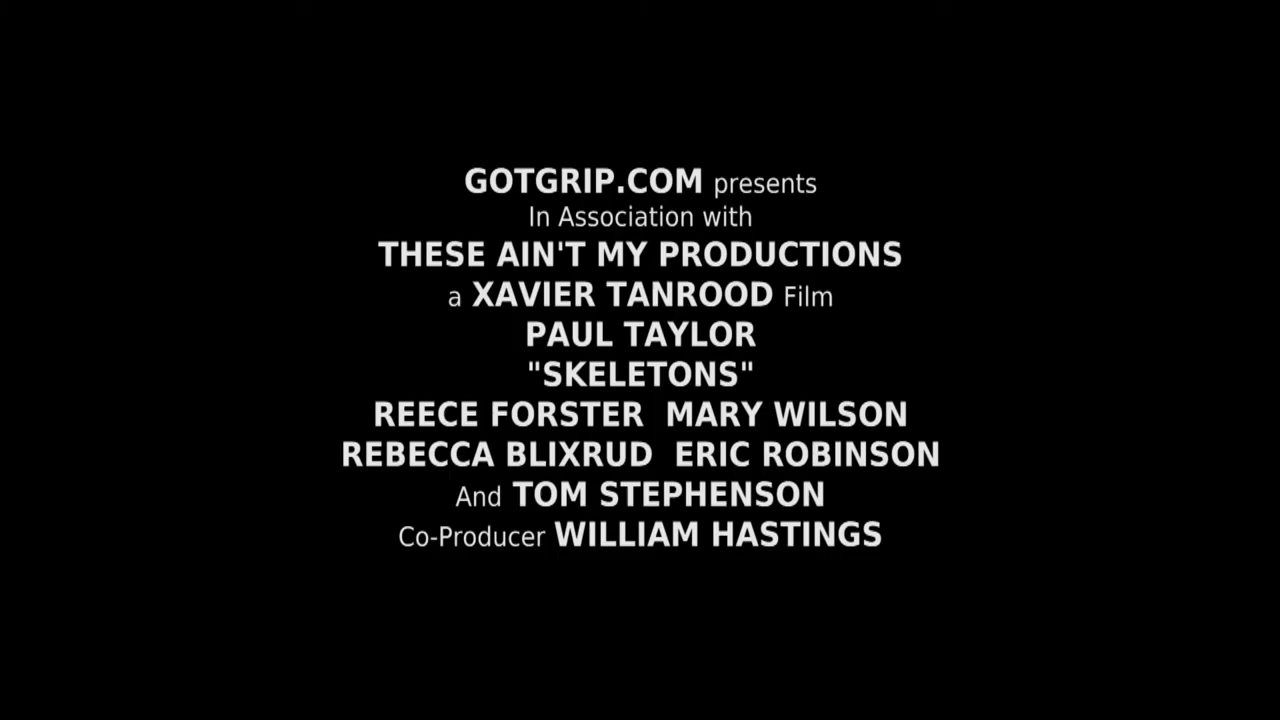 GOTGRIP.COM presents
In Association with
THESE AIN'T MY PRODUCTIONS
a XAVIER TANROOD Film
PAUL TAYLOR
"SKELETONS"
REECE FORSTER  MARY WILSON
REBECCA BLIXRUD  ERIC ROBINSON
And TOM STEPHENSON
Co-Producer WILLIAM HASTINGS